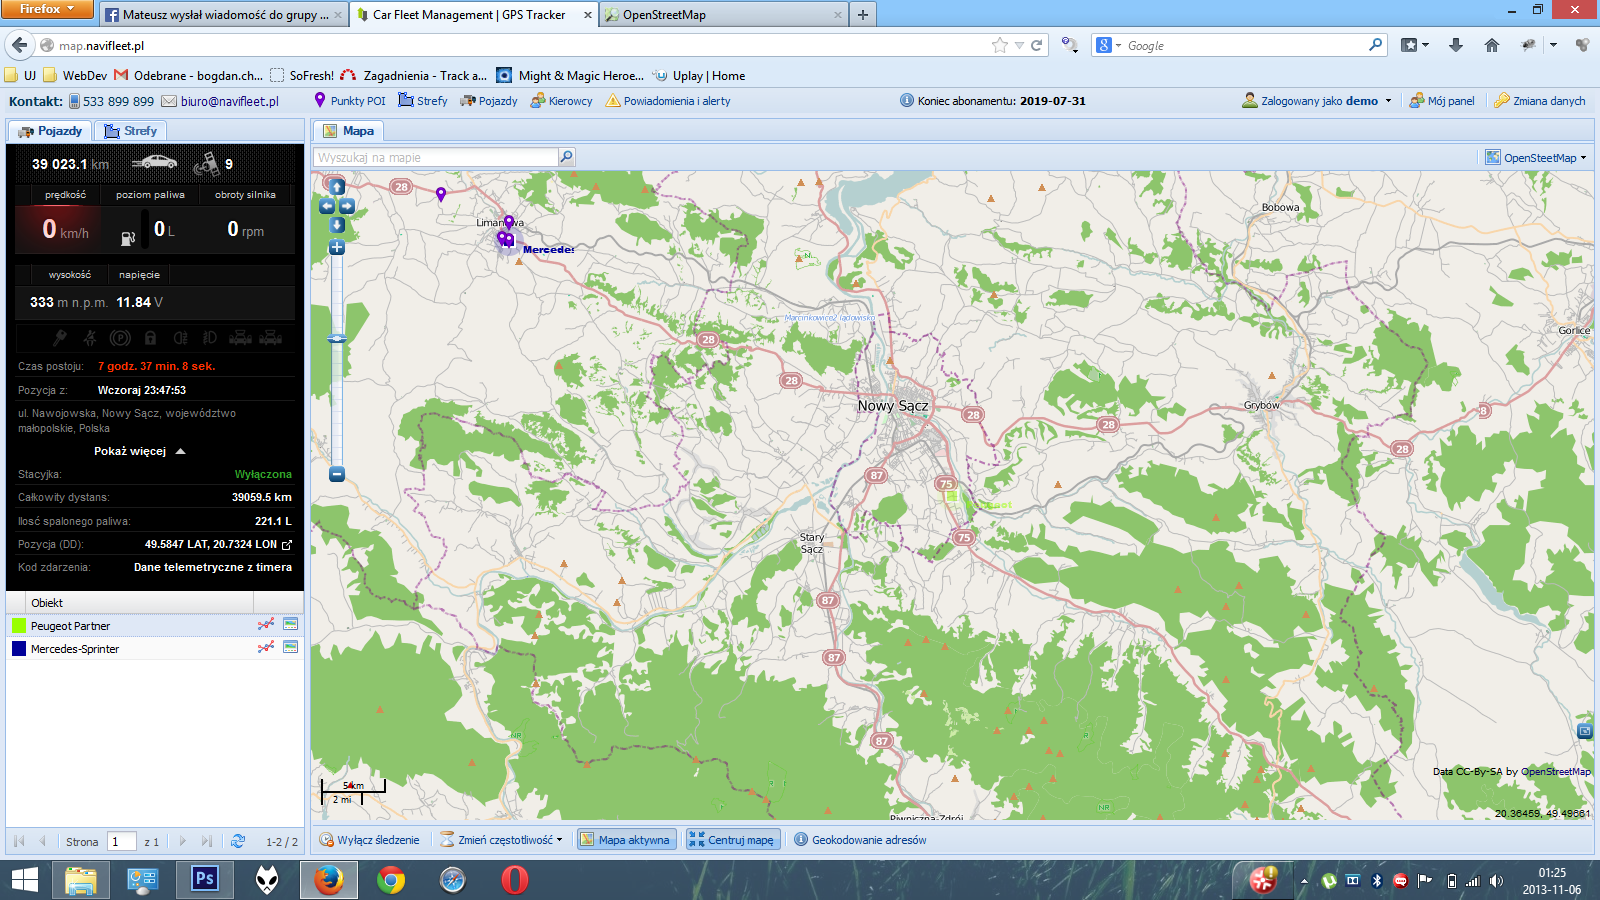 Firefox
Mateusz wysłał wiadomość do grupy ...
Car Fleet Management | GPS Tracker
OpenStreetMap
map.navifleet.pl
Google
UJ
WebDev
Odebrane - bogdan.ch...
SoFresh!
Zagadnienia - Track a...
Might & Magic Heroe...
Uplay | Home
Kontakt: 533 899 899 biuro@navifleet.pl
Punkty POI
Strefy
Pojazdy
Kierowcy
Powiadomienia i alerty
Koniec abonamentu: 2019-07-31
Zalogowany jako demo
Mój panel
Zmiana danych
Pojazdy
Strefy
Mapa
39 023.1 km
9
Wyszukaj na mapie
OpenSteetMap
prędkość
poziom paliwa
obroty silnika
0 km/h
0 L
0 rpm
wysokość
napięcie
333 m n.p.m.
11.84 V
Czas postoju: 7 godz. 37 min. 8 sek.
Pozycja z: Wczoraj 23:47:53
ul. Nawojowska, Nowy Sącz, województwo
małopolskie, Polska
Pokaż więcej
Stacyjka: Wyłączona
Całkowity dystans: 39059.5 km
Ilość spalonego paliwa: 221.1 L
Pozycja (DD): 49.5847 LAT, 20.7324 LON
Kod zdarzenia: Dane telemetryczne z timera
Obiekt
Peugeot Partner
Mercedes-Sprinter
Strona 1 z 1
1-2 / 2
28
Limanowa
Mercedes
Bobowa
Marcinkowice2 lądowisko
Gorlice
28
28
Nowy Sącz
28
28
Grybów
28
87
75
75
Stary
Sącz
87
87
87
NR
NR
5 km
2 mi
Piwniczna-Zdrój
Data CC-By-SA by OpenStreetMap
20.36459, 49.49661
Wyłącz śledzenie
Zmień częstotliwość
Mapa aktywna
Centruj mapę
Geokodowanie adresów
Ps
01:25
2013-11-06